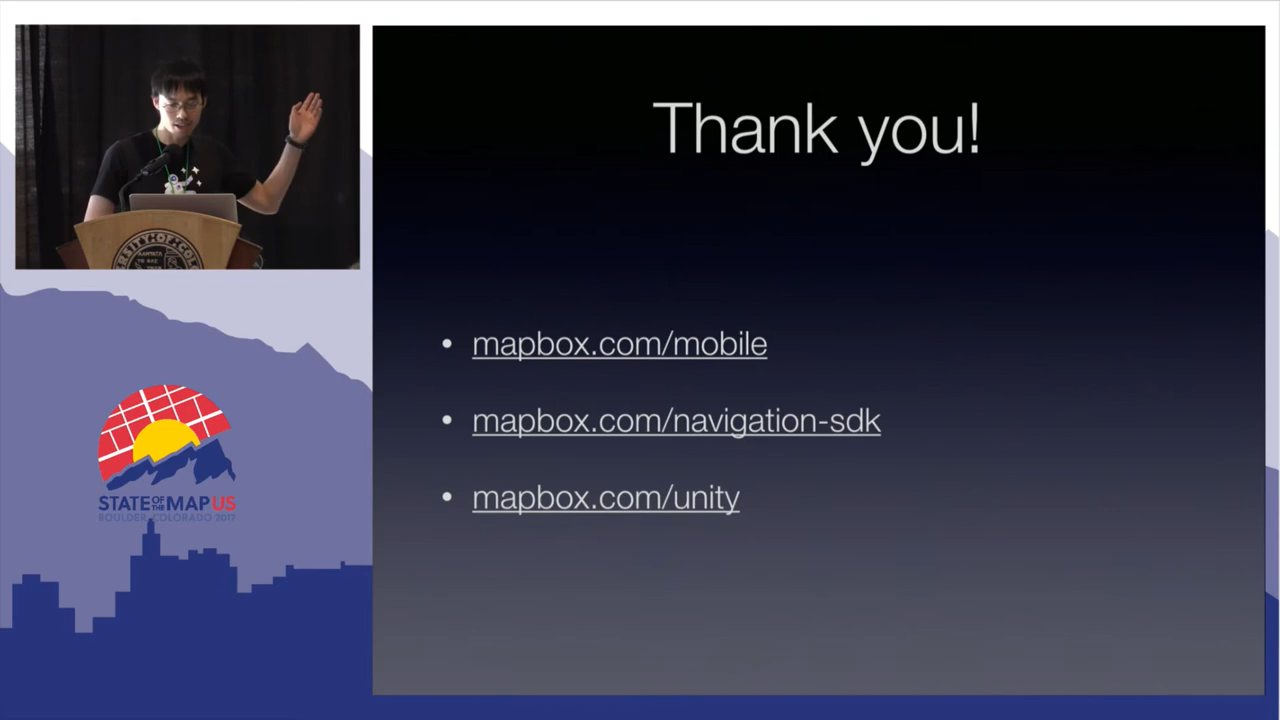 Thank you!
• mapbox.com/mobile
• mapbox.com/navigation-sdk
• mapbox.com/unity
STATE OF THE MAP US
BOULDER, COLORADO 2017